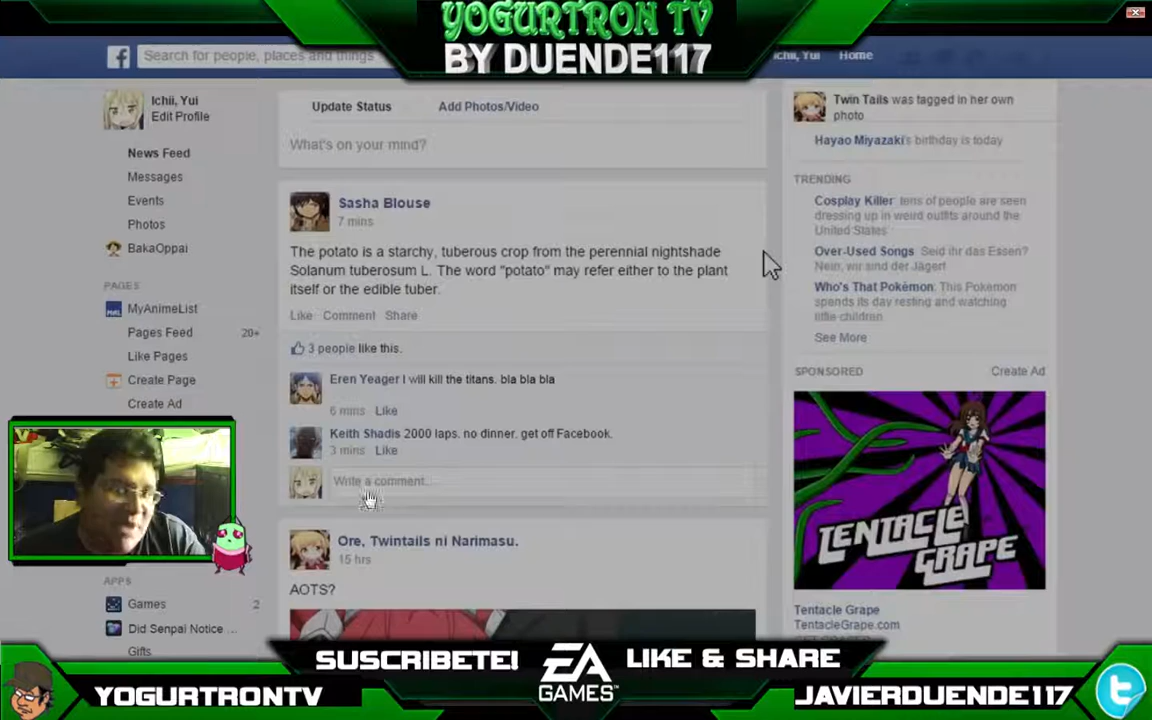 YOGURTRON TV
BY DUENDE117
Search for people, places and things
Ichii, Yui
Home
Ichii, Yui
Edit Profile
News Feed
Messages
Events
Photos
BakaOppai
PAGES
MyAnimeList
Pages Feed 20+
Like Pages
Create Page
Create Ad
APPS
Games 2
Did Senpai Notice ...
Gifts
Update Status
Add Photos/Video
What's on your mind?
Sasha Blouse
7 mins
The potato is a starchy, tuberous crop from the perennial nightshade
Solanum tuberosum L. The word "potato" may refer either to the plant
itself or the edible tuber.
Like Comment Share
3 people like this.
Eren Yeager I will kill the titans. bla bla bla
6 mins Like
Keith Shadis 2000 laps. no dinner. get off Facebook.
3 mins Like
Write a comment...
Ore, Twintails ni Narimasu.
15 hrs
AOTS?
Twin Tails was tagged in her own
photo
Hayao Miyazaki's birthday is today
TRENDING
Cosplay Killer: tens of people are seen
dressing up in weird outfits around the
United States
Over-Used Songs: Seid ihr das Essen?
Nein, wir sind der Jäger!
Who's That Pokémon: This Pokemon
spends its day resting and watching
little children.
See More
SPONSORED Create Ad
TENTACLE
GRAPE
Tentacle Grape
TentacleGrape.com
SUSCRIBETE!
EA
GAMES™
LIKE & SHARE
YOGURTRONTV
JAVIERDUENDE117